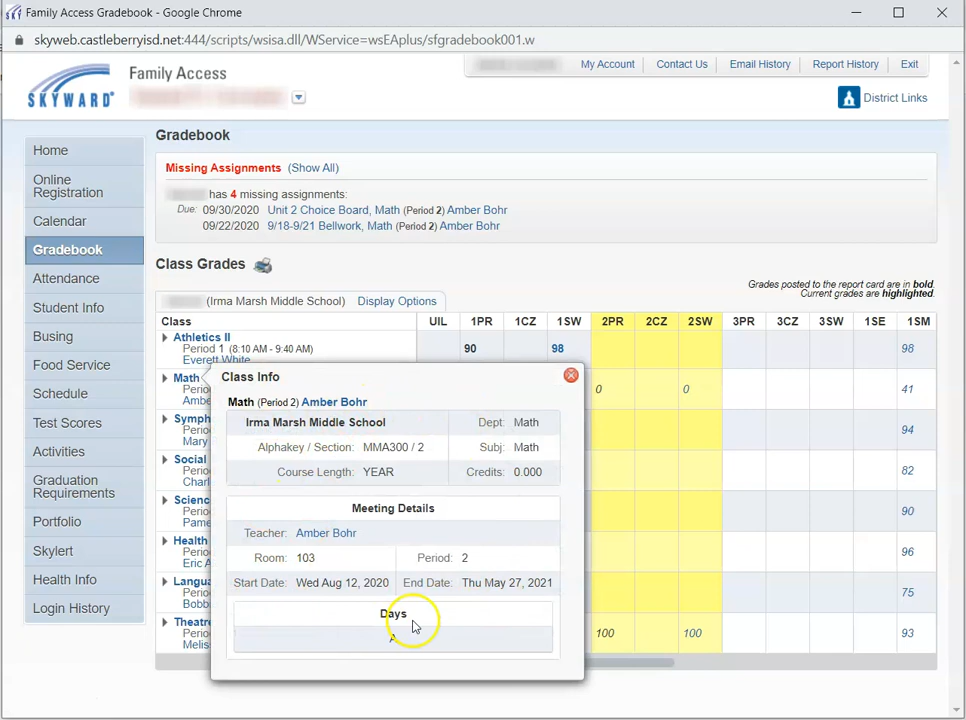 Family Access Gradebook - Google Chrome
skyweb.castleberryisd.net:444/scripts/wsisa.dll/WService=wsEAplus/sfgradebook001.w
SKYWARD®
Family Access
My Account
Contact Us
Email History
Report History
Exit
District Links
Home
Online
Registration
Calendar
Gradebook
Attendance
Student Info
Busing
Food Service
Schedule
Test Scores
Activities
Graduation
Requirements
Portfolio
Skylert
Health Info
Login History
Gradebook
Missing Assignments (Show All)
has 4 missing assignments:
Due: 09/30/2020 Unit 2 Choice Board, Math (Period 2) Amber Bohr
09/22/2020 9/18-9/21 Bellwork, Math (Period 2) Amber Bohr
Class Grades
Grades posted to the report card are in bold.
Current grades are highlighted.
(Irma Marsh Middle School) Display Options
Class UIL 1PR 1CZ 1SW 2PR 2CZ 2SW 3PR 3CZ 3SW 1SE 1SM
Athletics II
Period 1 (8:10 AM - 9:40 AM) 90 98 98
Everett White
Math 0 0 41
Perio
Ambe
Symph 94
Perio
Mary
Social 82
Perio
Charl
Scienc 90
Perio
Pame
Health 96
Perio
Eric A
Langu 75
Perio
Bobb
Theatre 100 100 93
Perio
Melis
Class Info
Math (Period 2) Amber Bohr
Irma Marsh Middle School Dept: Math
Alphakey / Section: MMA300 / 2 Subj: Math
Course Length: YEAR Credits: 0.000
Meeting Details
Teacher: Amber Bohr
Room: 103 Period: 2
Start Date: Wed Aug 12, 2020 End Date: Thu May 27, 2021
Days
A